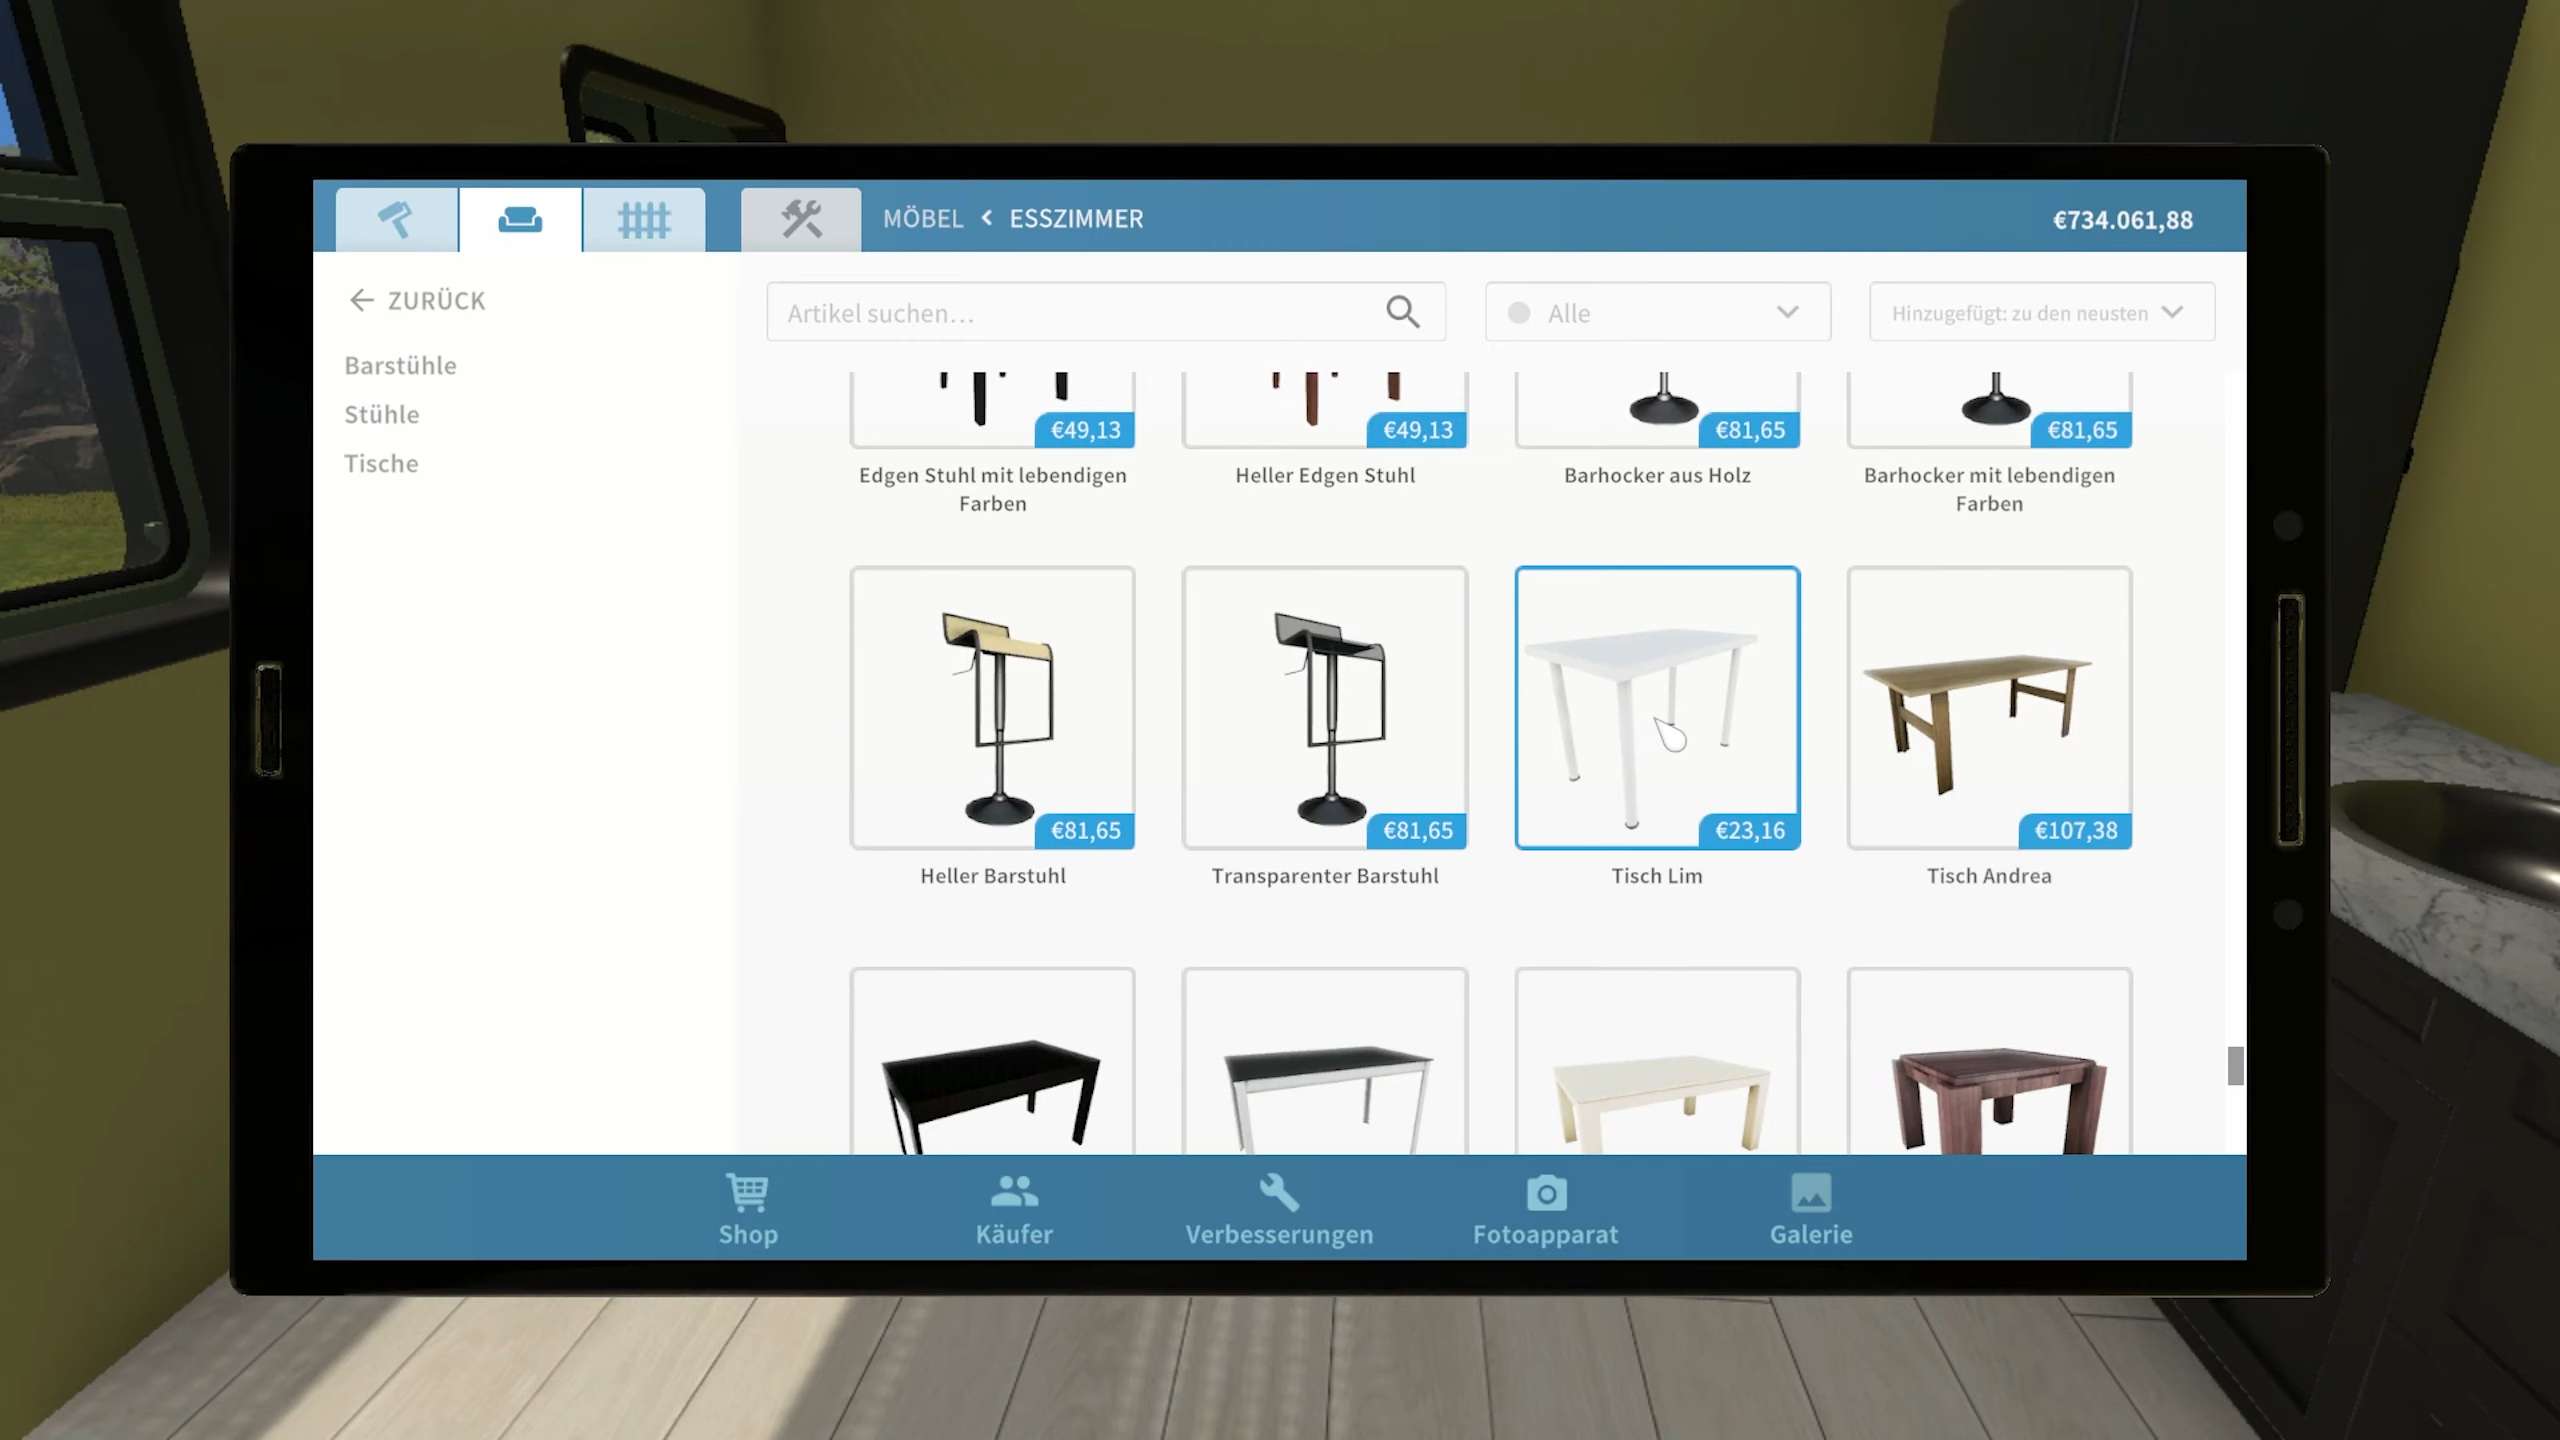 MÖBEL < ESSZIMMER
€734.061,88
ZURÜCK
Artikel suchen...
Alle
Hinzugefügt: zu den neusten
Barstühle
Stühle
Tische
€49,13
€49,13
€81,65
€81,65
Edgen Stuhl mit lebendigen
Farben
Heller Edgen Stuhl
Barhocker aus Holz
Barhocker mit lebendigen
Farben
€81,65
€81,65
€23,16
€107,38
Heller Barstuhl
Transparenter Barstuhl
Tisch Lim
Tisch Andrea
Shop
Käufer
Verbesserungen
Fotoapparat
Galerie